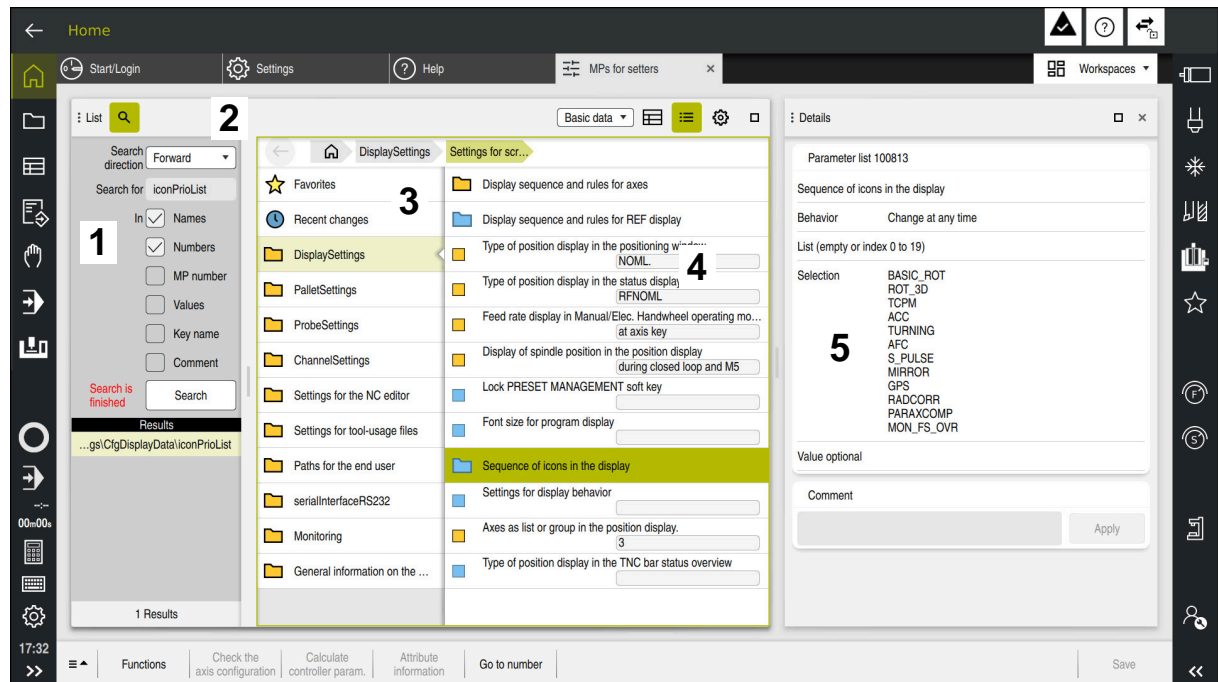 Home
Start/Login
Settings
Help
MPs for setters
Workspaces
List
2
Basic data
Search direction
Forward
Search for
iconPrioList
In
Names
1
Numbers
MP number
Values
Key name
Comment
Search is finished
Search
Results
…gs\CfgDisplayData\iconPrioList
1 Results
DisplaySettings
Settings for scr…
Favorites
3
Recent changes
DisplaySettings
PalletSettings
ProbeSettings
ChannelSettings
Settings for the NC editor
Settings for tool-usage files
Paths for the end user
serialInterfaceRS232
Monitoring
General information on the …
Display sequence and rules for axes
Display sequence and rules for REF display
Type of position display in the positioning window
NOML.
4
Type of position display in the status display
RFNOML
Feed rate display in Manual/Elec. Handwheel operating mo…
at axis key
Display of spindle position in the position display
during closed loop and M5
Lock PRESET MANAGEMENT soft key
Font size for program display
Sequence of icons in the display
Settings for display behavior
Axes as list or group in the position display.
3
Type of position display in the TNC bar status overview
Details
Parameter list 100813
Sequence of icons in the display
Behavior
Change at any time
List (empty or index 0 to 19)
Selection
BASIC_ROT
ROT_3D
TCPM
ACC
TURNING
AFC
S_PULSE
MIRROR
GPS
RADCORR
PARAXCOMP
MON_FS_OVR
5
Value optional
Comment
Apply
F
S
-:--
00m00s
17:32
Functions
Check the axis configuration
Calculate controller param.
Attribute information
Go to number
Save